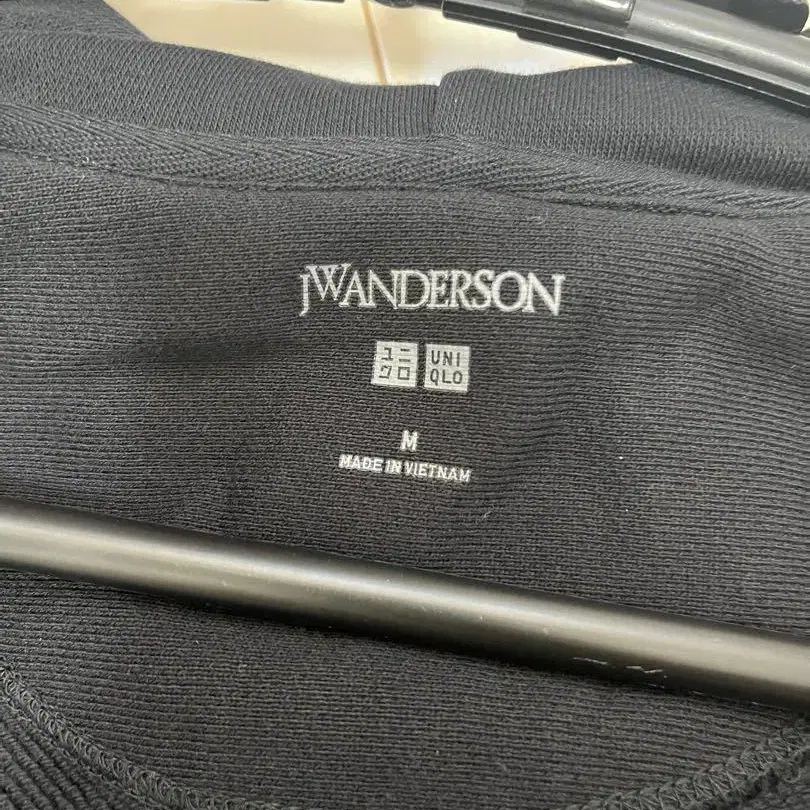 JWANDERSON
ユニ UNI
クロ QLO
M
MADE IN VIETNAM